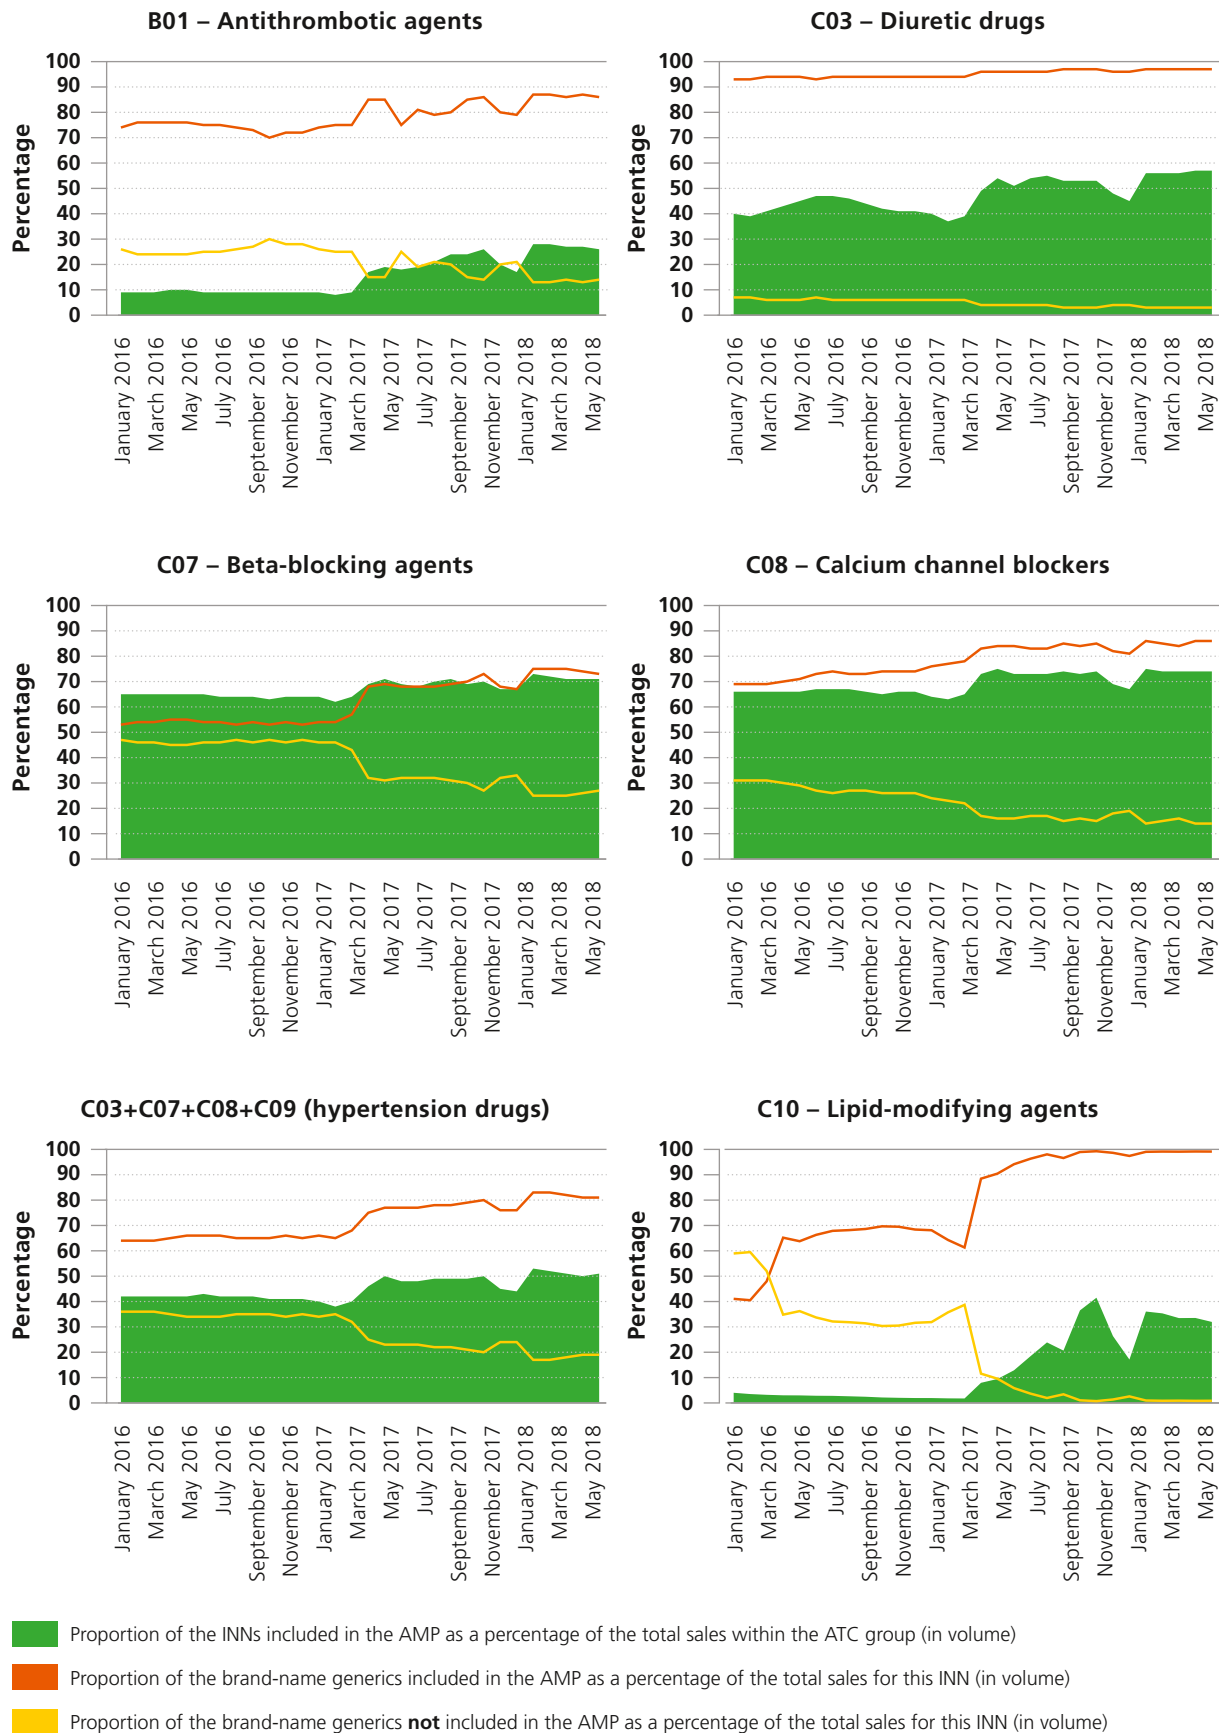 B01 – Antithrombotic agents
Percentage
100
90
80
70
60
50
40
30
20
10
0
January 2016
March 2016
May 2016
July 2016
September 2016
November 2016
January 2017
March 2017
May 2017
July 2017
September 2017
November 2017
January 2018
March 2018
May 2018
C03 – Diuretic drugs
Percentage
100
90
80
70
60
50
40
30
20
10
0
January 2016
March 2016
May 2016
July 2016
September 2016
November 2016
January 2017
March 2017
May 2017
July 2017
September 2017
November 2017
January 2018
March 2018
May 2018
C07 – Beta-blocking agents
Percentage
100
90
80
70
60
50
40
30
20
10
0
January 2016
March 2016
May 2016
July 2016
September 2016
November 2016
January 2017
March 2017
May 2017
July 2017
September 2017
November 2017
January 2018
March 2018
May 2018
C08 – Calcium channel blockers
Percentage
100
90
80
70
60
50
40
30
20
10
0
January 2016
March 2016
May 2016
July 2016
September 2016
November 2016
January 2017
March 2017
May 2017
July 2017
September 2017
November 2017
January 2018
March 2018
May 2018
C03+C07+C08+C09 (hypertension drugs)
Percentage
100
90
80
70
60
50
40
30
20
10
0
January 2016
March 2016
May 2016
July 2016
September 2016
November 2016
January 2017
March 2017
May 2017
July 2017
September 2017
November 2017
January 2018
March 2018
May 2018
C10 – Lipid-modifying agents
Percentage
100
90
80
70
60
50
40
30
20
10
0
January 2016
March 2016
May 2016
July 2016
September 2016
November 2016
January 2017
March 2017
May 2017
July 2017
September 2017
November 2017
January 2018
March 2018
May 2018
Proportion of the INNs included in the AMP as a percentage of the total sales within the ATC group (in volume)
Proportion of the brand-name generics included in the AMP as a percentage of the total sales for this INN (in volume)
Proportion of the brand-name generics not included in the AMP as a percentage of the total sales for this INN (in volume)